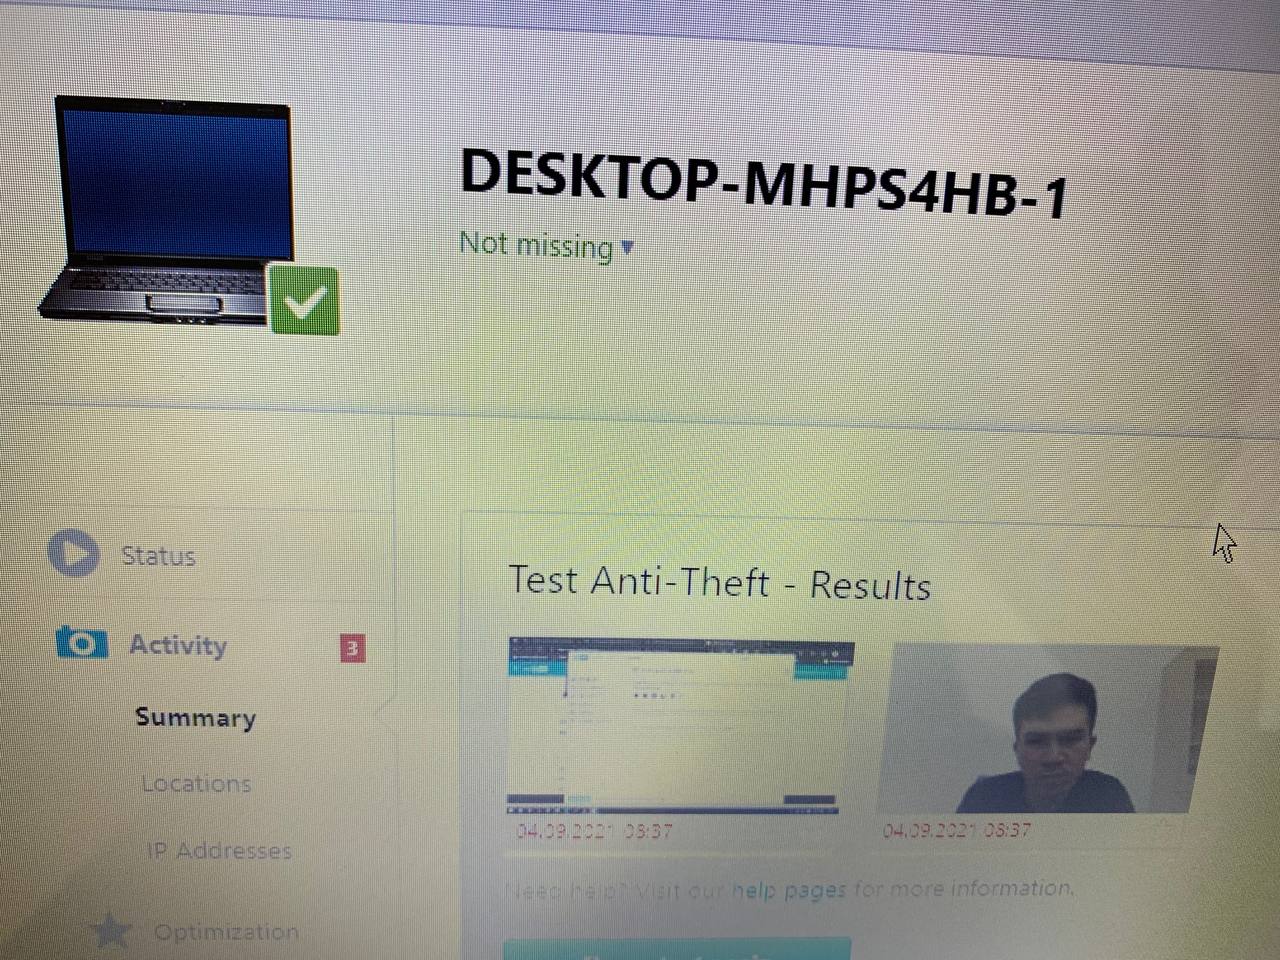 DESKTOP-MHPS4HB-1
Not missing
Status
Activity 3
Summary
Locations
IP Addresses
Optimization
Test Anti-Theft - Results
04.09.2021 08:37
04.09.2021 08:37
Need help? Visit our help pages for more information.